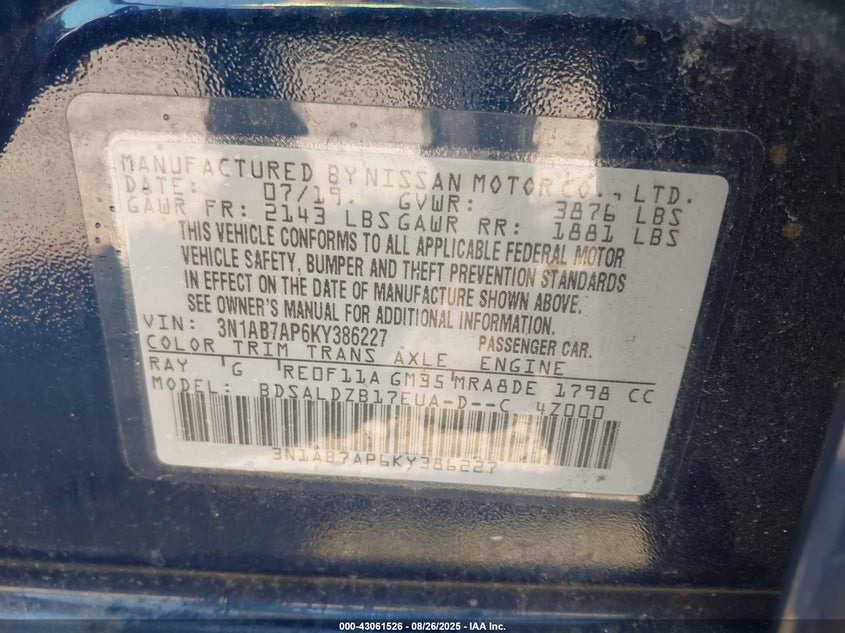 MANUFACTURED BY NISSAN MOTOR CO., LTD.
DATE: 07/19 GVWR: 3876 LBS
GAWR FR: 2143 LBS GAWR RR: 1881 LBS
THIS VEHICLE CONFORMS TO ALL APPLICABLE FEDERAL MOTOR
VEHICLE SAFETY, BUMPER AND THEFT PREVENTION STANDARDS
IN EFFECT ON THE DATE OF MANUFACTURE SHOWN ABOVE.
SEE OWNER'S MANUAL FOR ADDITIONAL INFORMATION.
VIN: 3N1AB7AP6KY386227 PASSENGER CAR.
COLOR TRIM TRANS AXLE ENGINE
RAY G RE0F11A GM35 MRA8DE 1798 CC
MODEL: BDSALDZB17EUA-D--C 4Z000
3N1AB7AP6KY386227
000-43061526 - 08/26/2025 - IAA Inc.